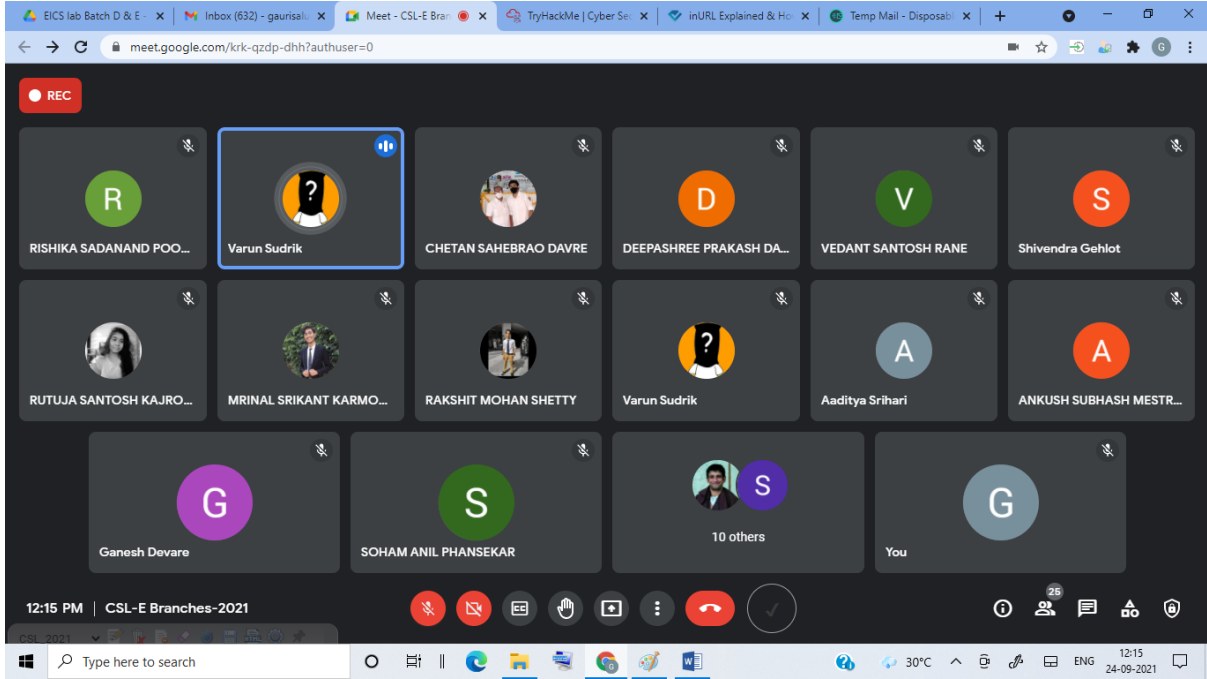 EICS lab Batch D & E -
Inbox (632) - gaurisalu
Meet - CSL-E Bran
TryHackMe | Cyber Sec
inURL Explained & Ho
Temp Mail - Disposabl
meet.google.com/krk-qzdp-dhh?authuser=0
G
REC
R
?
D
V
S
RISHIKA SADANAND POO...
Varun Sudrik
CHETAN SAHEBRAO DAVRE
DEEPASHREE PRAKASH DA...
VEDANT SANTOSH RANE
Shivendra Gehlot
?
A
A
RUTUJA SANTOSH KAJRO...
MRINAL SRIKANT KARMO...
RAKSHIT MOHAN SHETTY
Varun Sudrik
Aaditya Srihari
ANKUSH SUBHASH MESTR...
G
S
S
G
10 others
Ganesh Devare
SOHAM ANIL PHANSEKAR
You
12:15 PM | CSL-E Branches-2021
CC
25
CSL_2021
Type here to search
30°C
ENG
12:15
24-09-2021